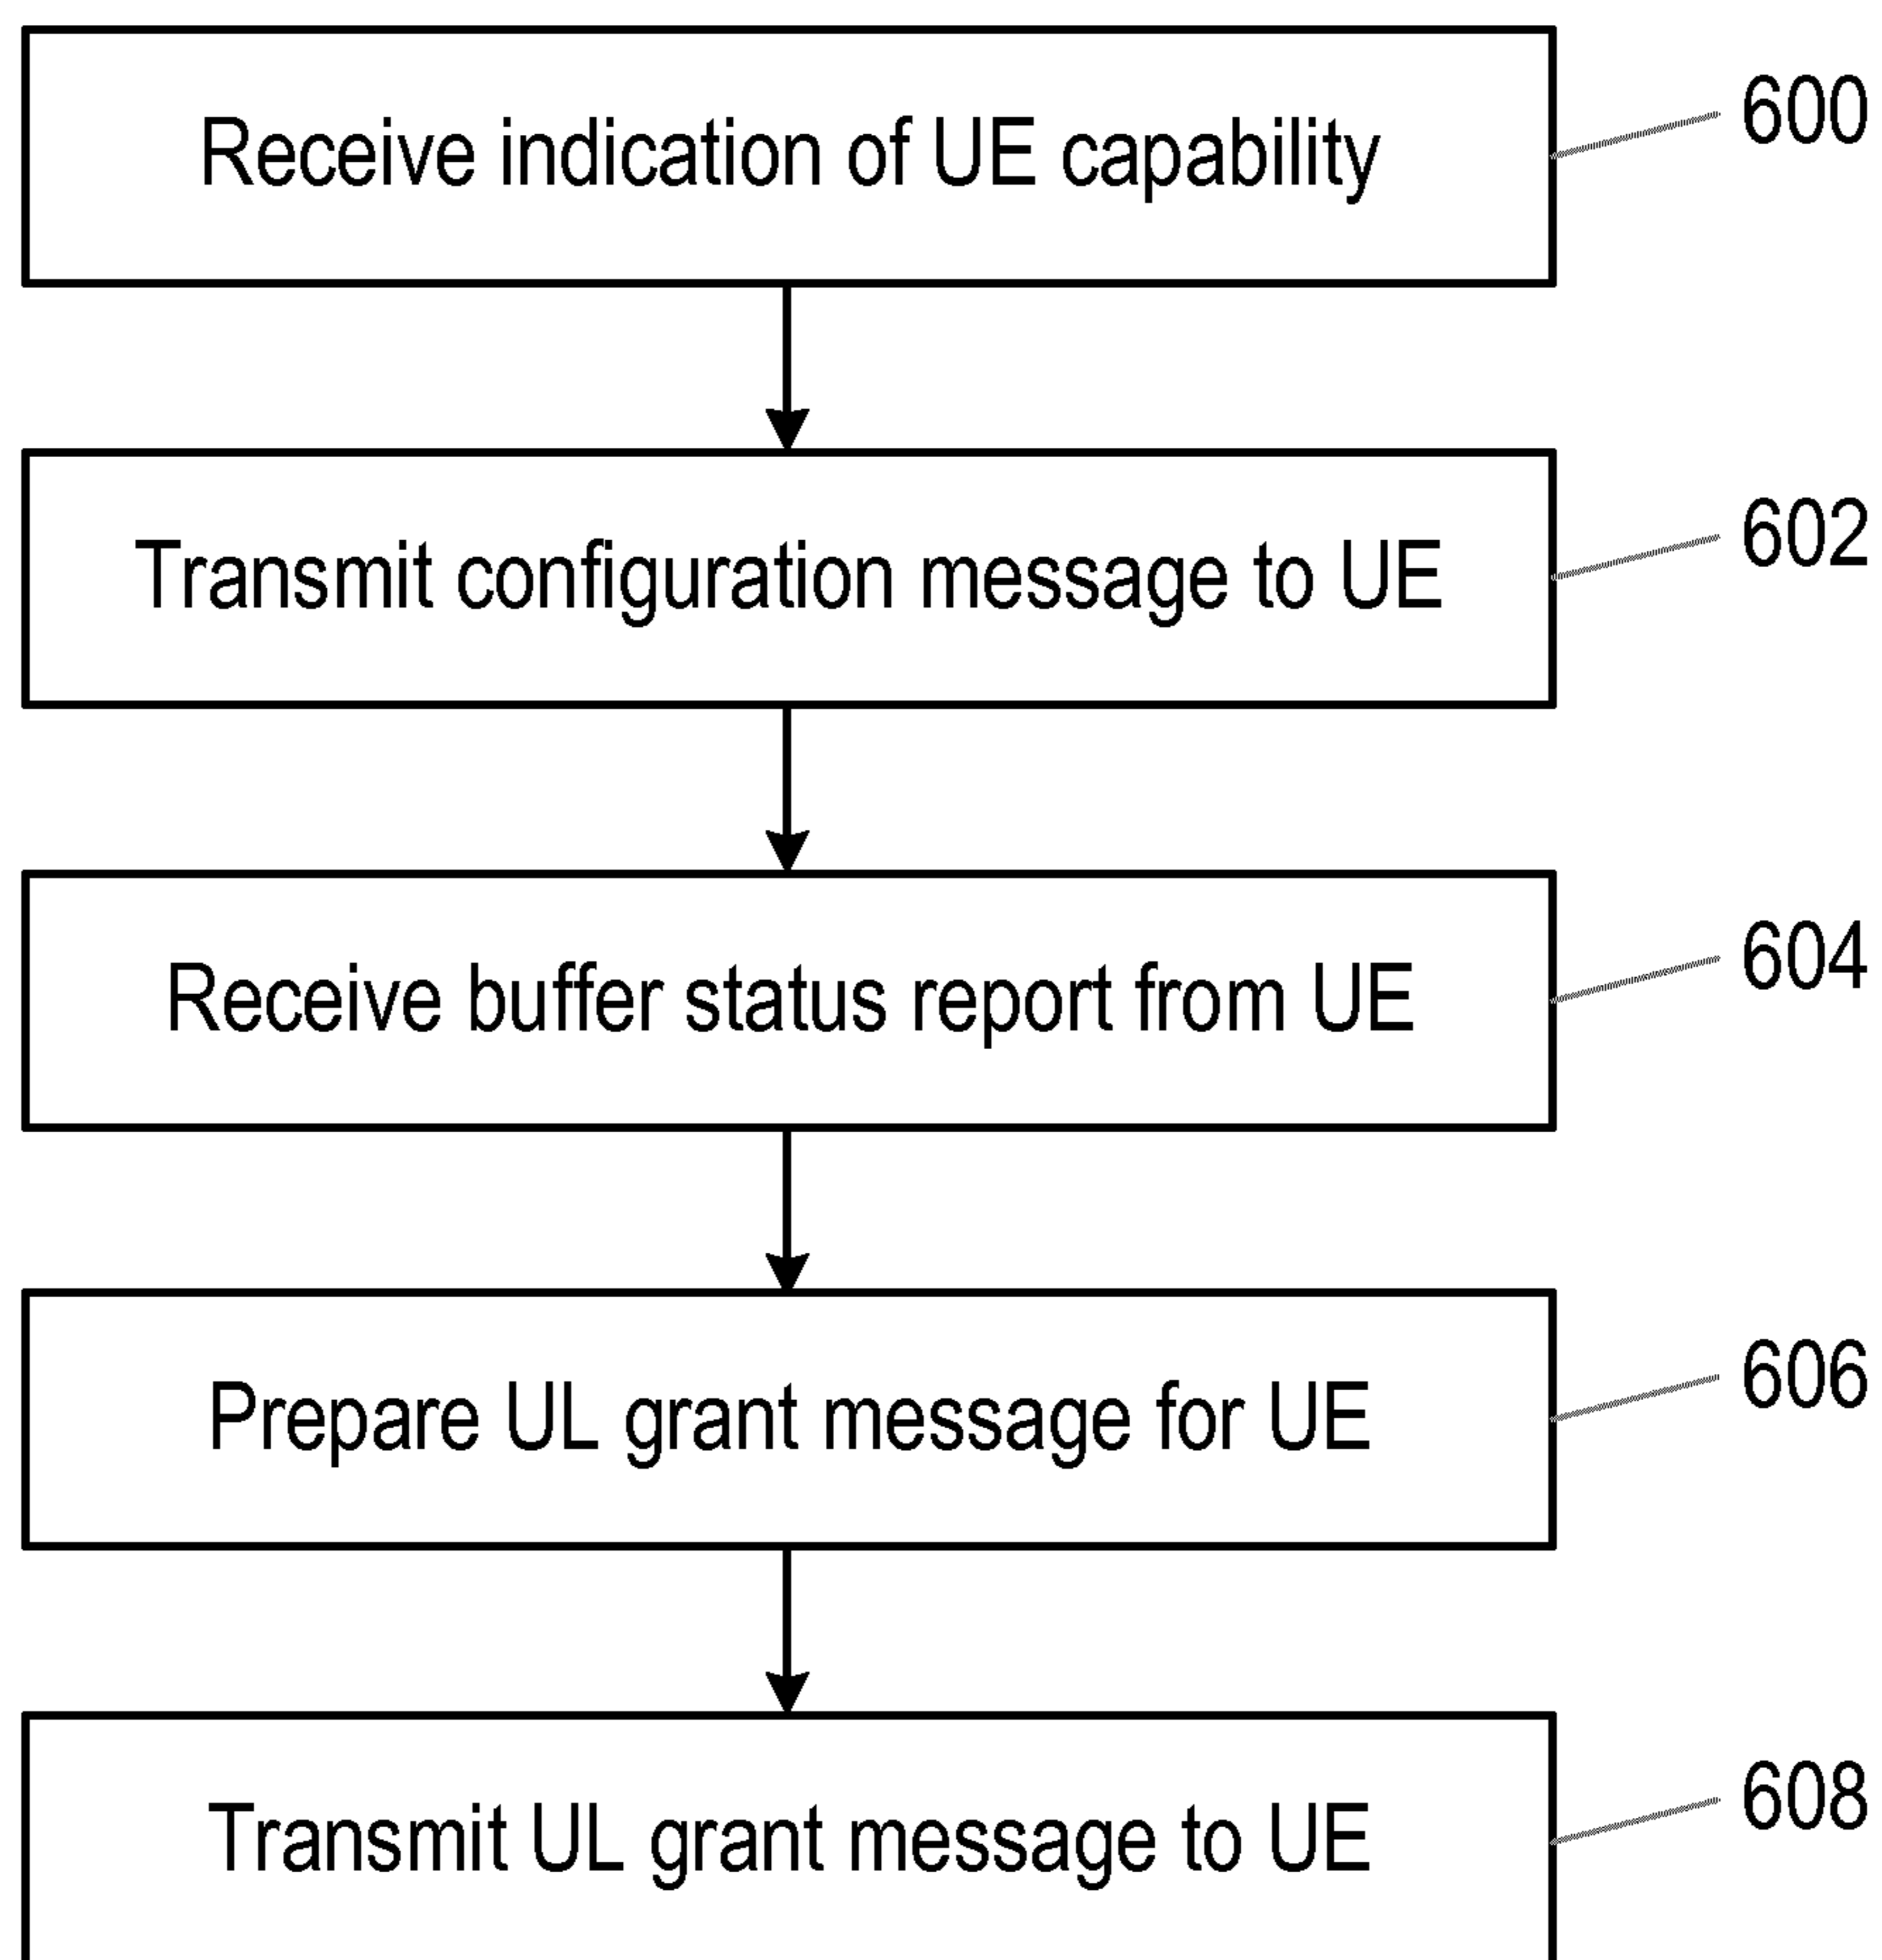 Receive indication of UE capability
600
Transmit configuration message to UE
602
Receive buffer status report from UE
604
Prepare UL grant message for UE
606
Transmit UL grant message to UE
608